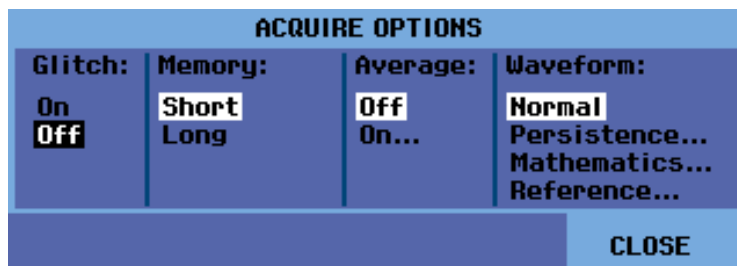 ACQUIRE OPTIONS
Glitch: Memory: Average: Waveform:
On Short Off Normal
Off Long On... Persistence...
Mathematics...
Reference...
CLOSE